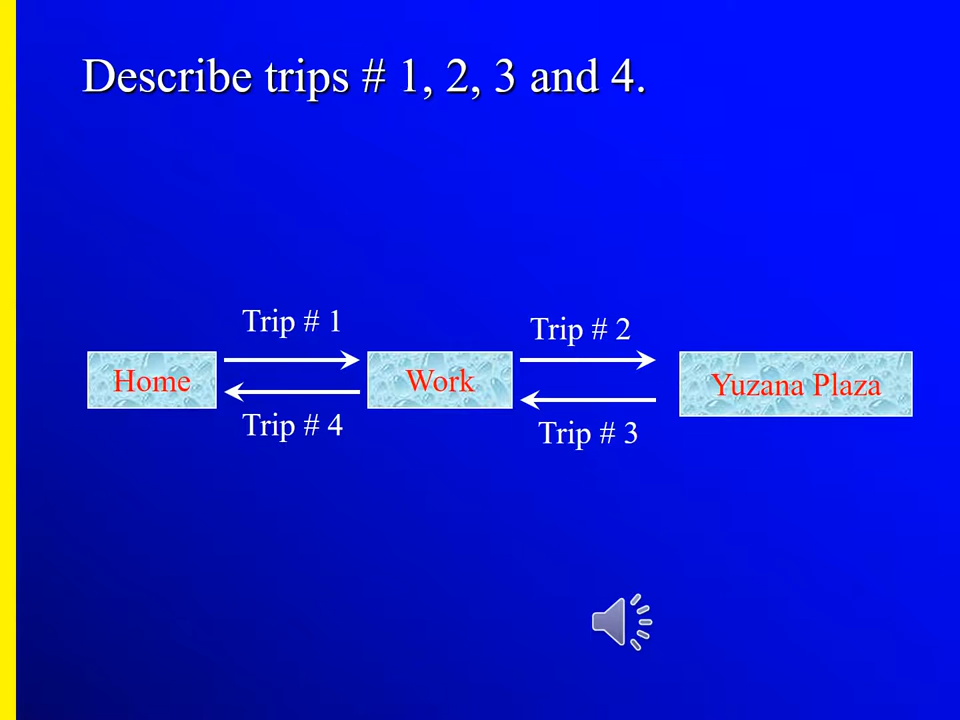 Describe trips # 1, 2, 3 and 4.
Trip # 1
Trip # 2
Home
Work
Yuzana Plaza
Trip # 4
Trip # 3